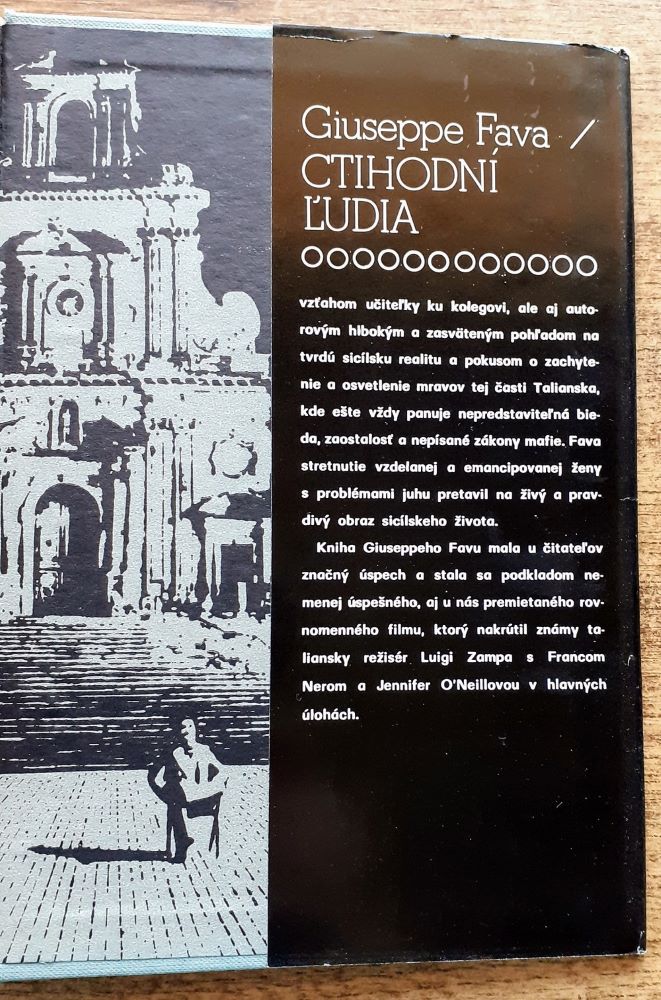 Giuseppe Fava /
CTIHODNÍ
ĽUDIA
vzťahom učiteľky ku kolegovi, ale aj auto-
rovým hlbokým a zasväteným pohľadom na
tvrdú sicílsku realitu a pokusom o zachyte-
nie a osvetlenie mravov tej časti Talianska,
kde ešte vždy panuje nepredstaviteľná bie-
da, zaostalosť a nepísané zákony mafie. Fava
stretnutie vzdelanej a emancipovanej ženy
s problémami juhu pretavil na živý a prav-
divý obraz sicílskeho života.
Kniha Giuseppeho Favu mala u čitateľov
značný úspech a stala sa podkladom ne-
menej úspešného, aj u nás premietaného rov-
nomenného filmu, ktorý nakrútil známy ta-
liansky režisér Luigi Zampa s Francom
Nerom a Jennifer O'Neillovou v hlavných
úlohách.